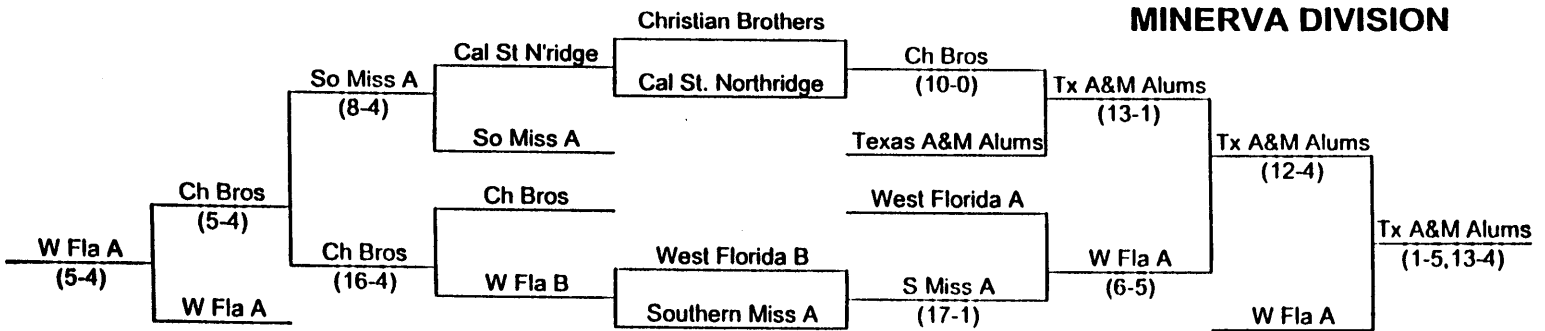 MINERVA DIVISION
Christian Brothers
Cal St N'ridge
Ch Bros
So Miss A
Cal St. Northridge
(10-0)
Tx A&M Alums
(8-4)
(13-1)
So Miss A
Texas A&M Alums
Tx A&M Alums
(12-4)
Ch Bros
Ch Bros
West Florida A
(5-4)
Tx A&M Alums
W Fla A
Ch Bros
West Florida B
W Fla A
(1-5,13-4)
(5-4)
(16-4)
W Fla B
S Miss A
(6-5)
W Fla A
Southern Miss A
(17-1)
W Fla A